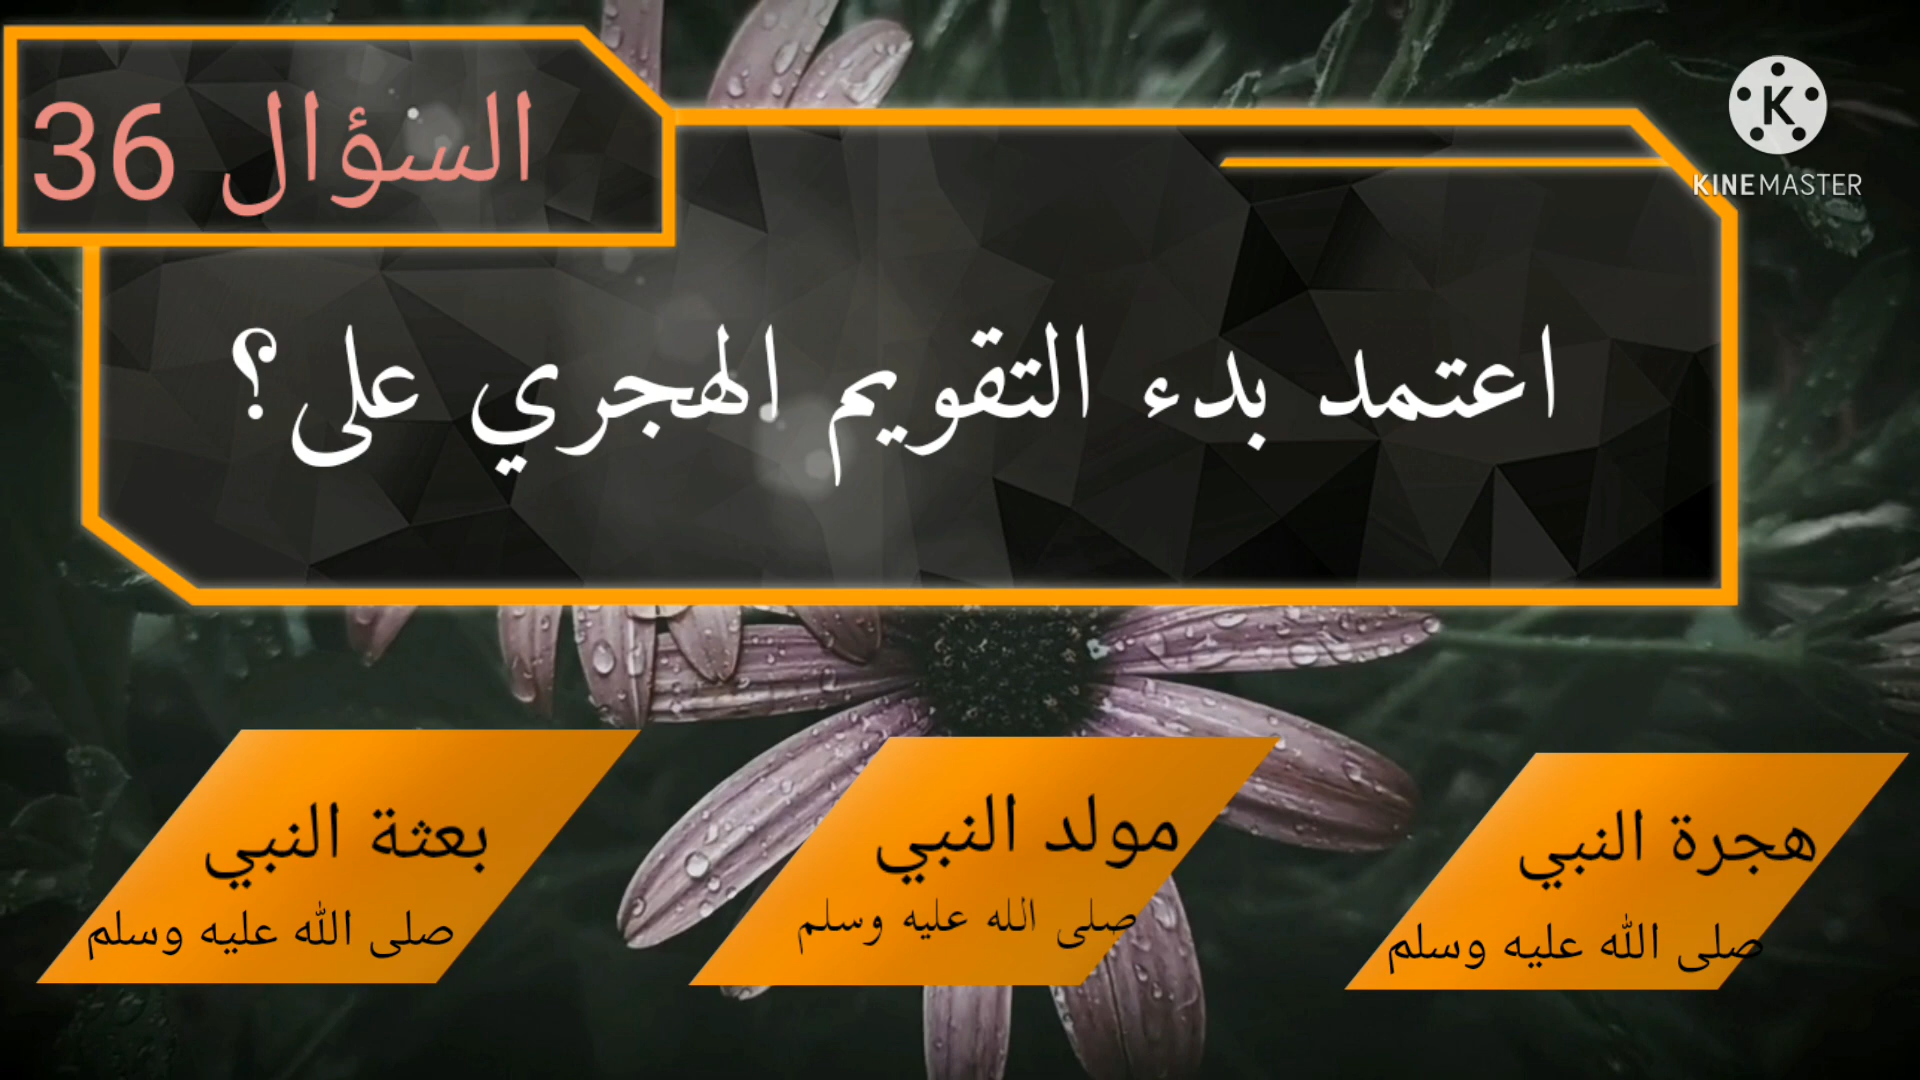 السؤال 36
KINEMASTER
اعتمد بدء التقويم الهجري على؟
هجرة النبي
صلى الله عليه وسلم
مولد النبي
صلى الله عليه وسلم
بعثة النبي
صلى الله عليه وسلم